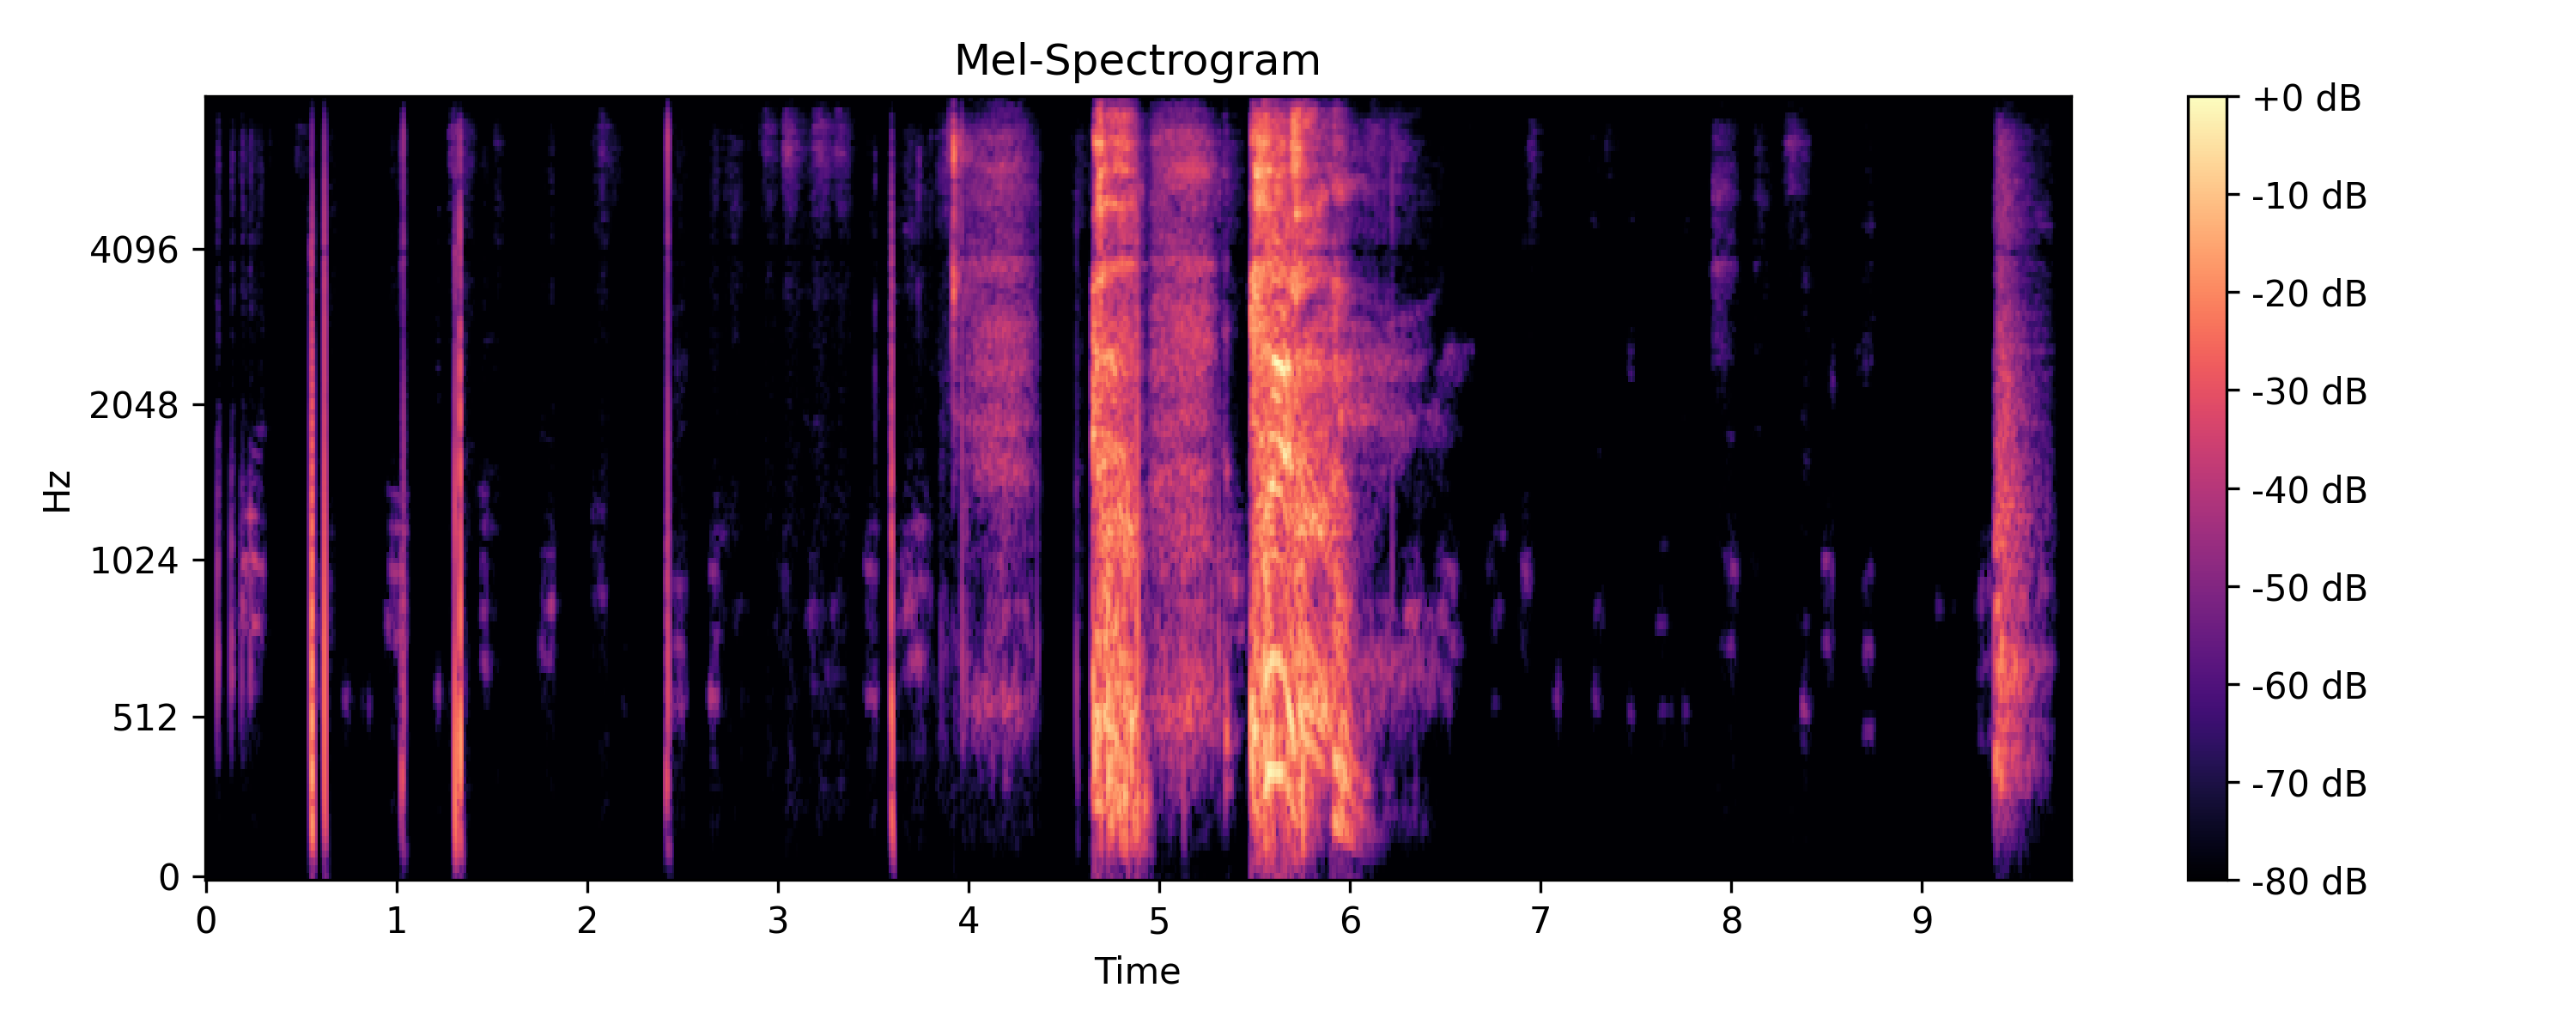 Mel-Spectrogram
Hz
4096
2048
1024
512
0
0 1 2 3 4 5 6 7 8 9
Time
+0 dB
-10 dB
-20 dB
-30 dB
-40 dB
-50 dB
-60 dB
-70 dB
-80 dB